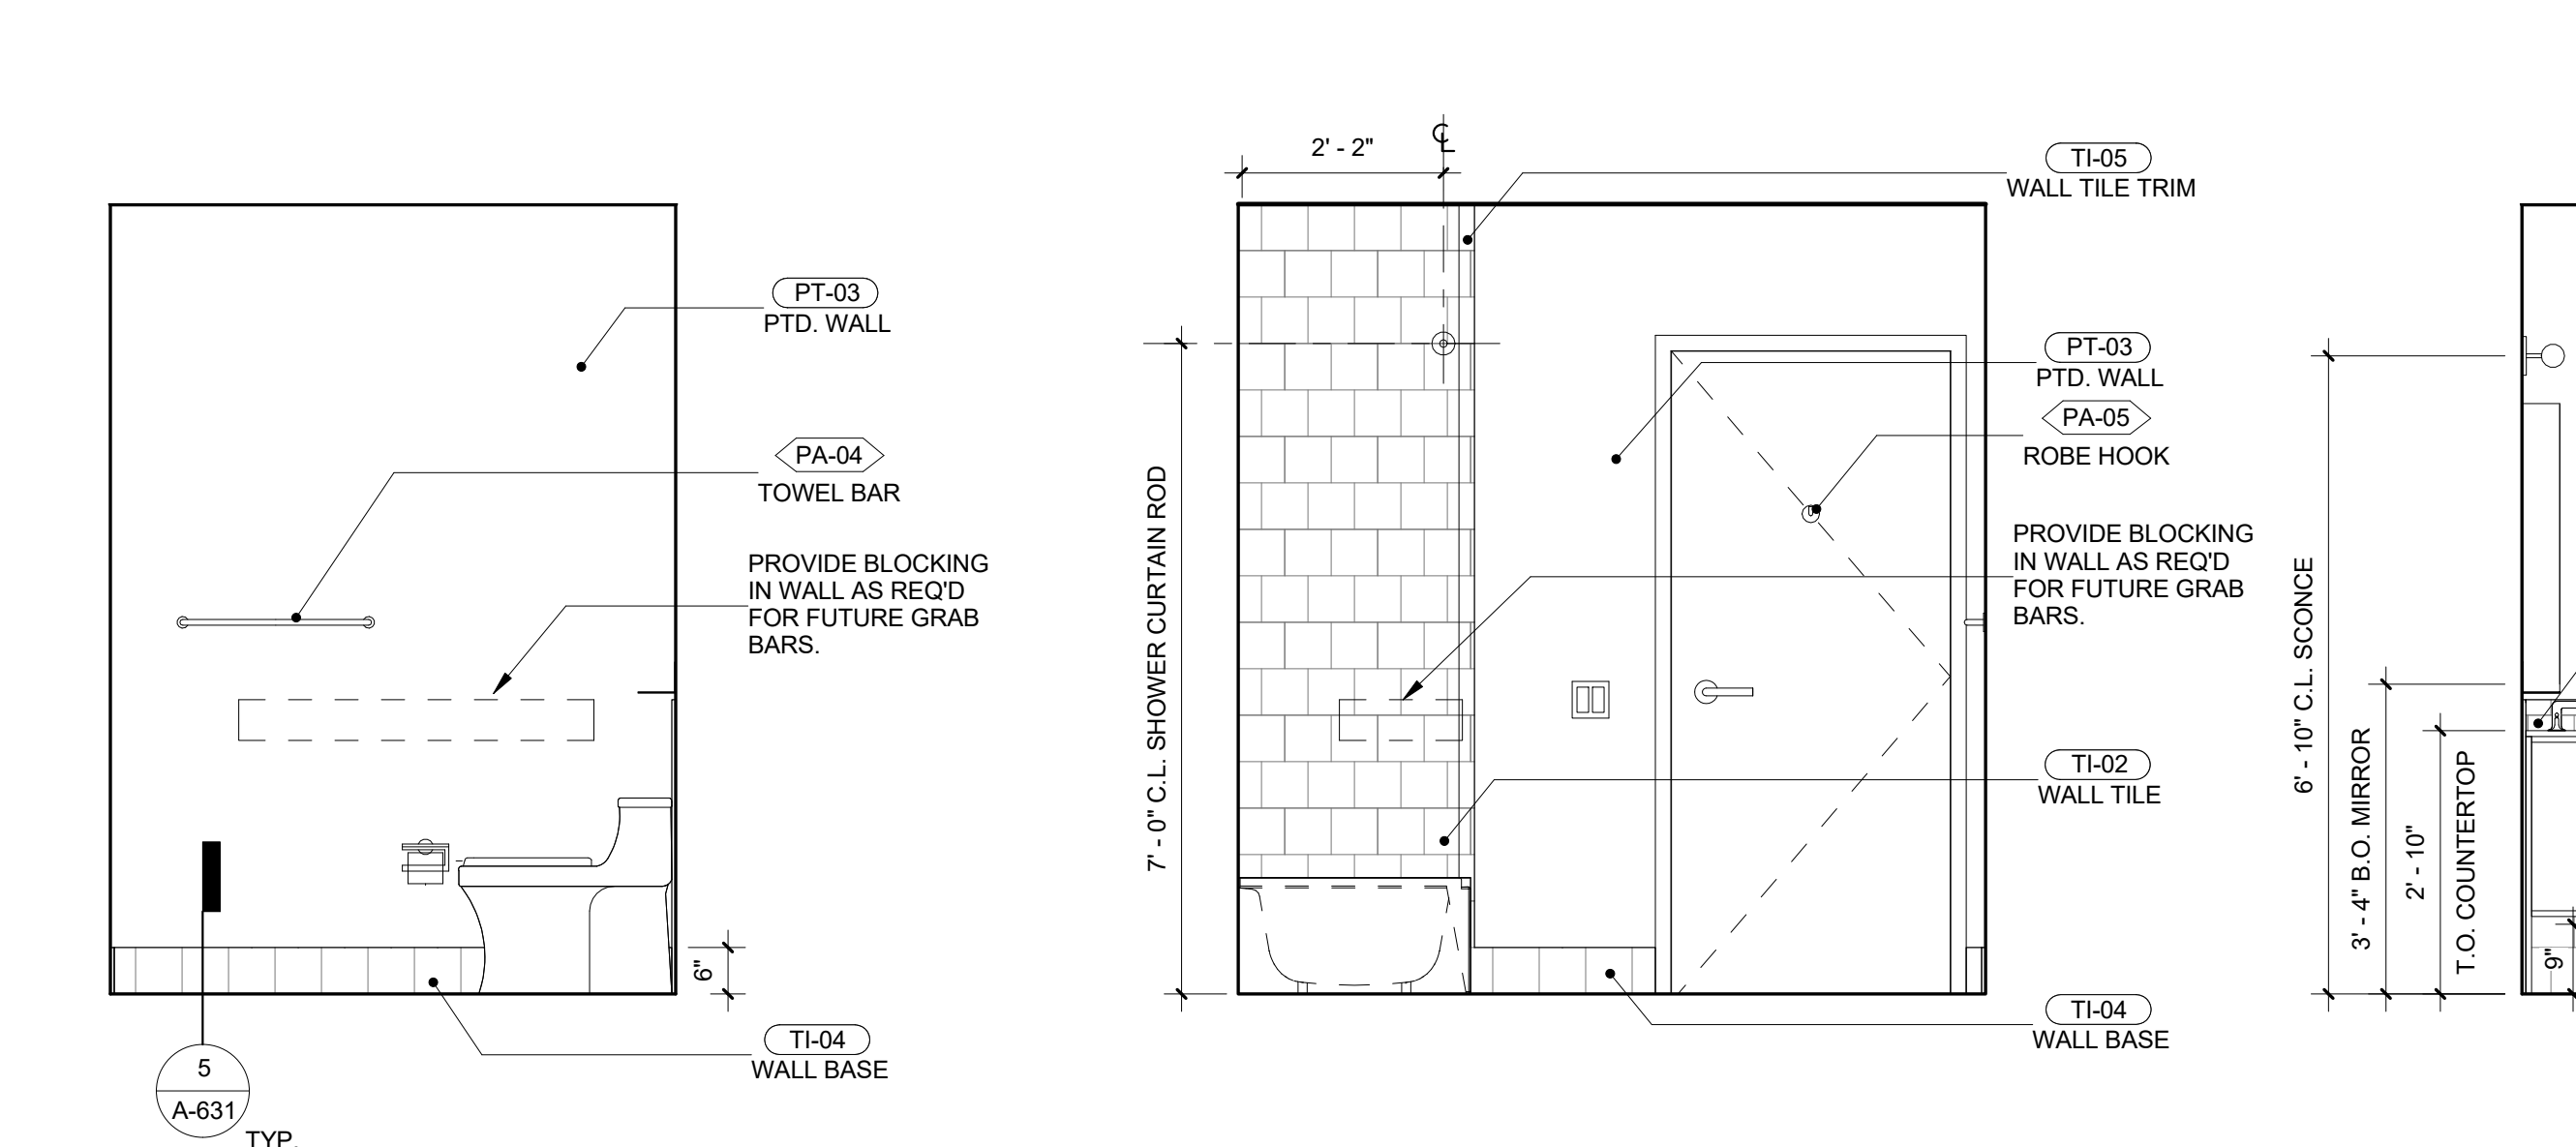 PT-03
PTD. WALL
PA-04
TOWEL BAR
PROVIDE BLOCKING
IN WALL AS REQ'D
FOR FUTURE GRAB
BARS.
6"
TI-04
WALL BASE
5
A-631
TYP.
2' - 2"
℄
TI-05
WALL TILE TRIM
7' - 0" C.L. SHOWER CURTAIN ROD
PT-03
PTD. WALL
PA-05
ROBE HOOK
PROVIDE BLOCKING
IN WALL AS REQ'D
FOR FUTURE GRAB
BARS.
TI-02
WALL TILE
TI-04
WALL BASE
6' - 10" C.L. SCONCE
3' - 4" B.O. MIRROR
2' - 10"
T.O. COUNTERTOP
9"